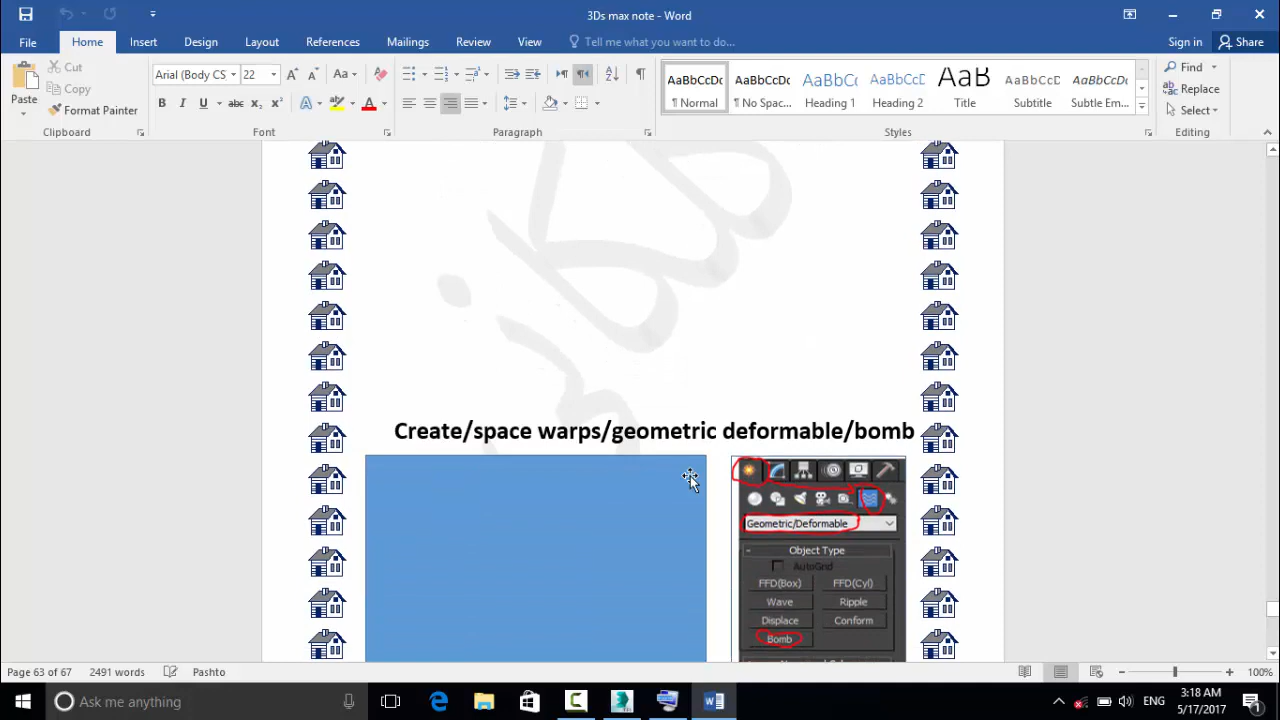 3Ds max note - Word
File Home Insert Design Layout References Mailings Review View Tell me what you want to do... Sign in Share
Paste Cut Copy Format Painter
Arial (Body CS 22
AaBbCcDc AaBbCcDc AaBbCc AaBbCcD AaB AaBbCcD AaBbCcD
¶ Normal ¶ No Spac... Heading 1 Heading 2 Title Subtitle Subtle Em...
Find Replace Select
Clipboard Font Paragraph Styles Editing
Create/space warps/geometric deformable/bomb
Geometric/Deformable
Object Type
AutoGrid
FFD(Box) FFD(Cyl)
Wave Ripple
Displace Conform
Bomb
Page 63 of 67 2491 words Pashto 100%
Ask me anything
ENG
3:18 AM
5/17/2017